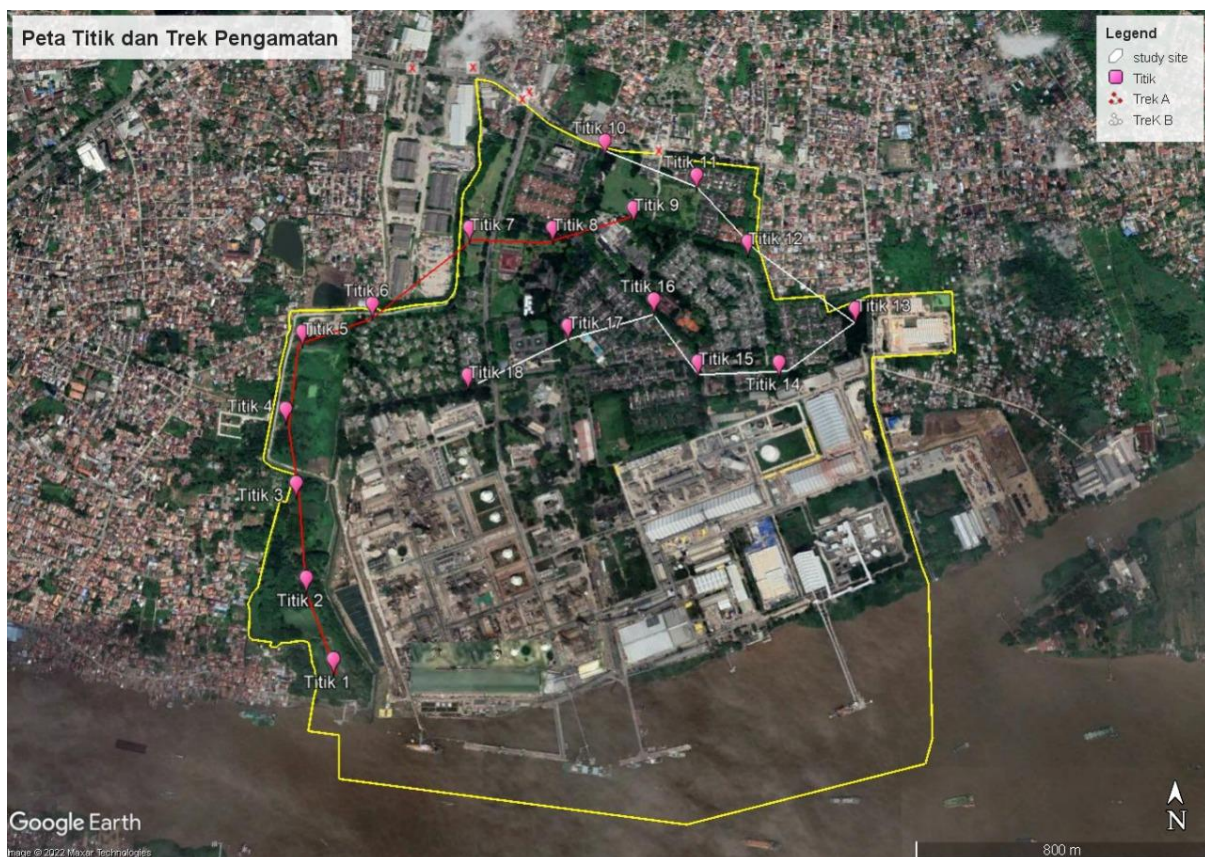 Peta Titik dan Trek Pengamatan
Legend
study site
Titik
Trek A
TreK B
x
x
x
x
Titik 10
x
Titik 11
Titik 9
Titik 7
Titik 8
Titik 12
Titik 16
Titik 6
Titik 13
Titik 5
Titik 17
Titik 15
Titik 14
Titik 18
Titik 4
Titik 3
Titik 2
Titik 1
Google Earth
Image © 2022 Maxar Technologies
N
800 m